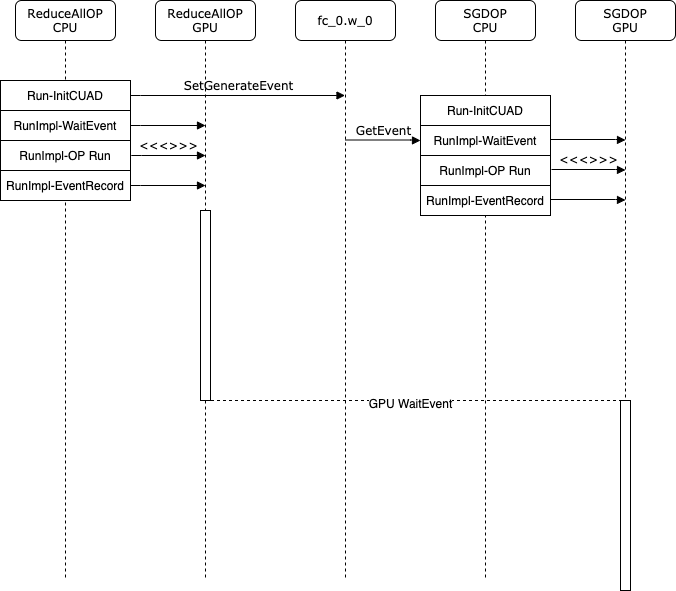 ReduceAllOP
CPU
ReduceAllOP
GPU
fc_0.w_0
SGDOP
CPU
SGDOP
GPU
Run-InitCUAD
SetGenerateEvent
RunImpl-WaitEvent
<<<>>>
RunImpl-OP Run
RunImpl-EventRecord
GetEvent
Run-InitCUAD
RunImpl-WaitEvent
<<<>>>
RunImpl-OP Run
RunImpl-EventRecord
GPU WaitEvent